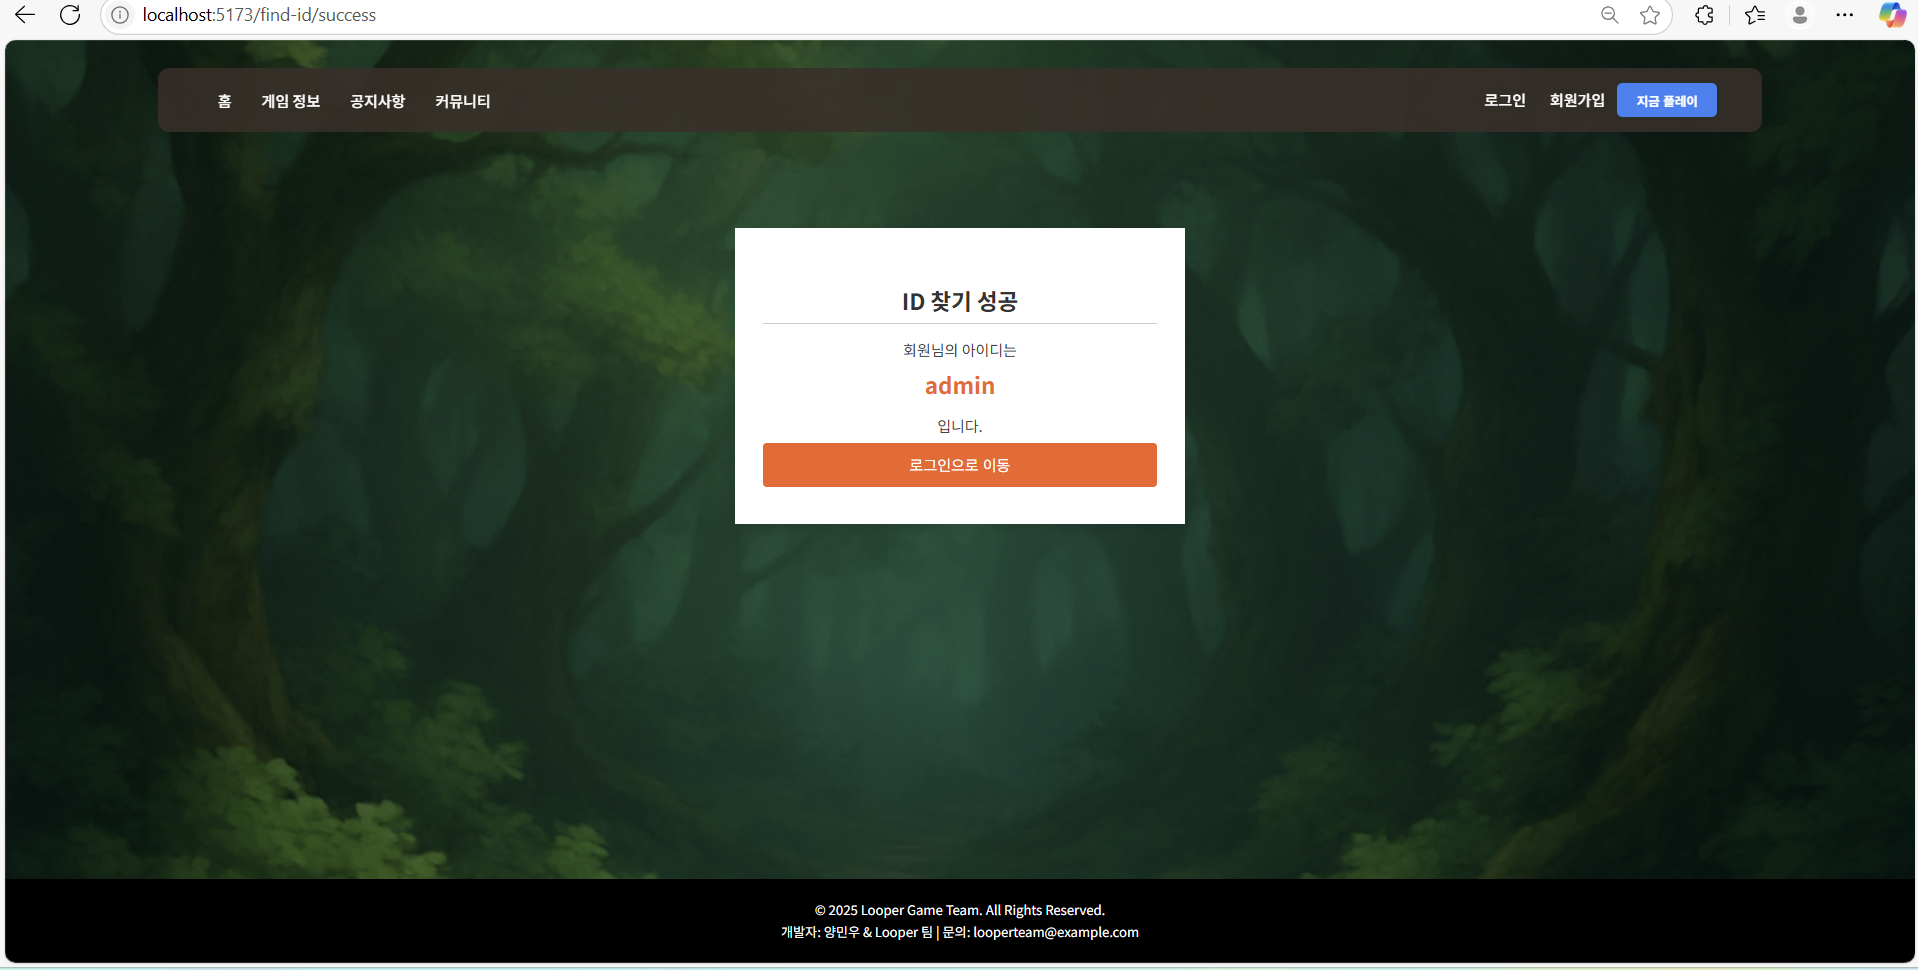 localhost:5173/find-id/success
홈 게임 정보 공지사항 커뮤니티 로그인 회원가입 지금 플레이
ID 찾기 성공
회원님의 아이디는
admin
입니다.
로그인으로 이동
© 2025 Looper Game Team. All Rights Reserved.
개발자: 양민우 & Looper 팀 | 문의: looperteam@example.com